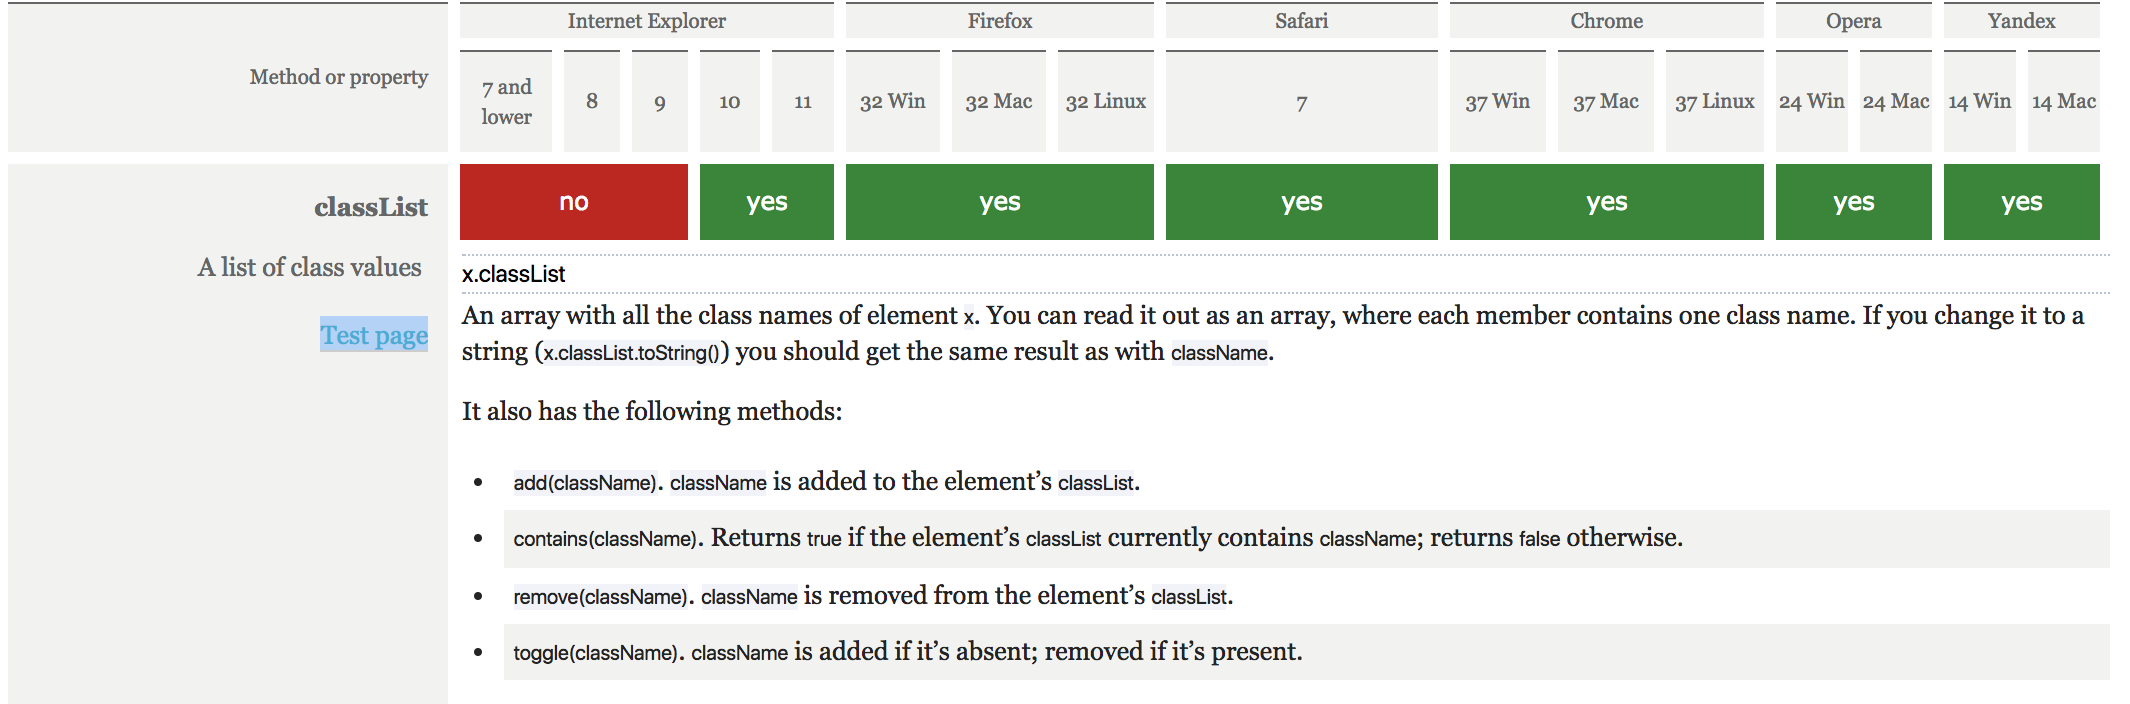 Internet Explorer Firefox Safari Chrome Opera Yandex
Method or property
7 and lower 8 9 10 11 32 Win 32 Mac 32 Linux 7 37 Win 37 Mac 37 Linux 24 Win 24 Mac 14 Win 14 Mac
classList
no yes yes yes yes yes yes
A list of class values
Test page
x.classList
An array with all the class names of element x. You can read it out as an array, where each member contains one class name. If you change it to a
string (x.classList.toString()) you should get the same result as with className.
It also has the following methods:
• add(className). className is added to the element’s classList.
• contains(className). Returns true if the element’s classList currently contains className; returns false otherwise.
• remove(className). className is removed from the element’s classList.
• toggle(className). className is added if it’s absent; removed if it’s present.